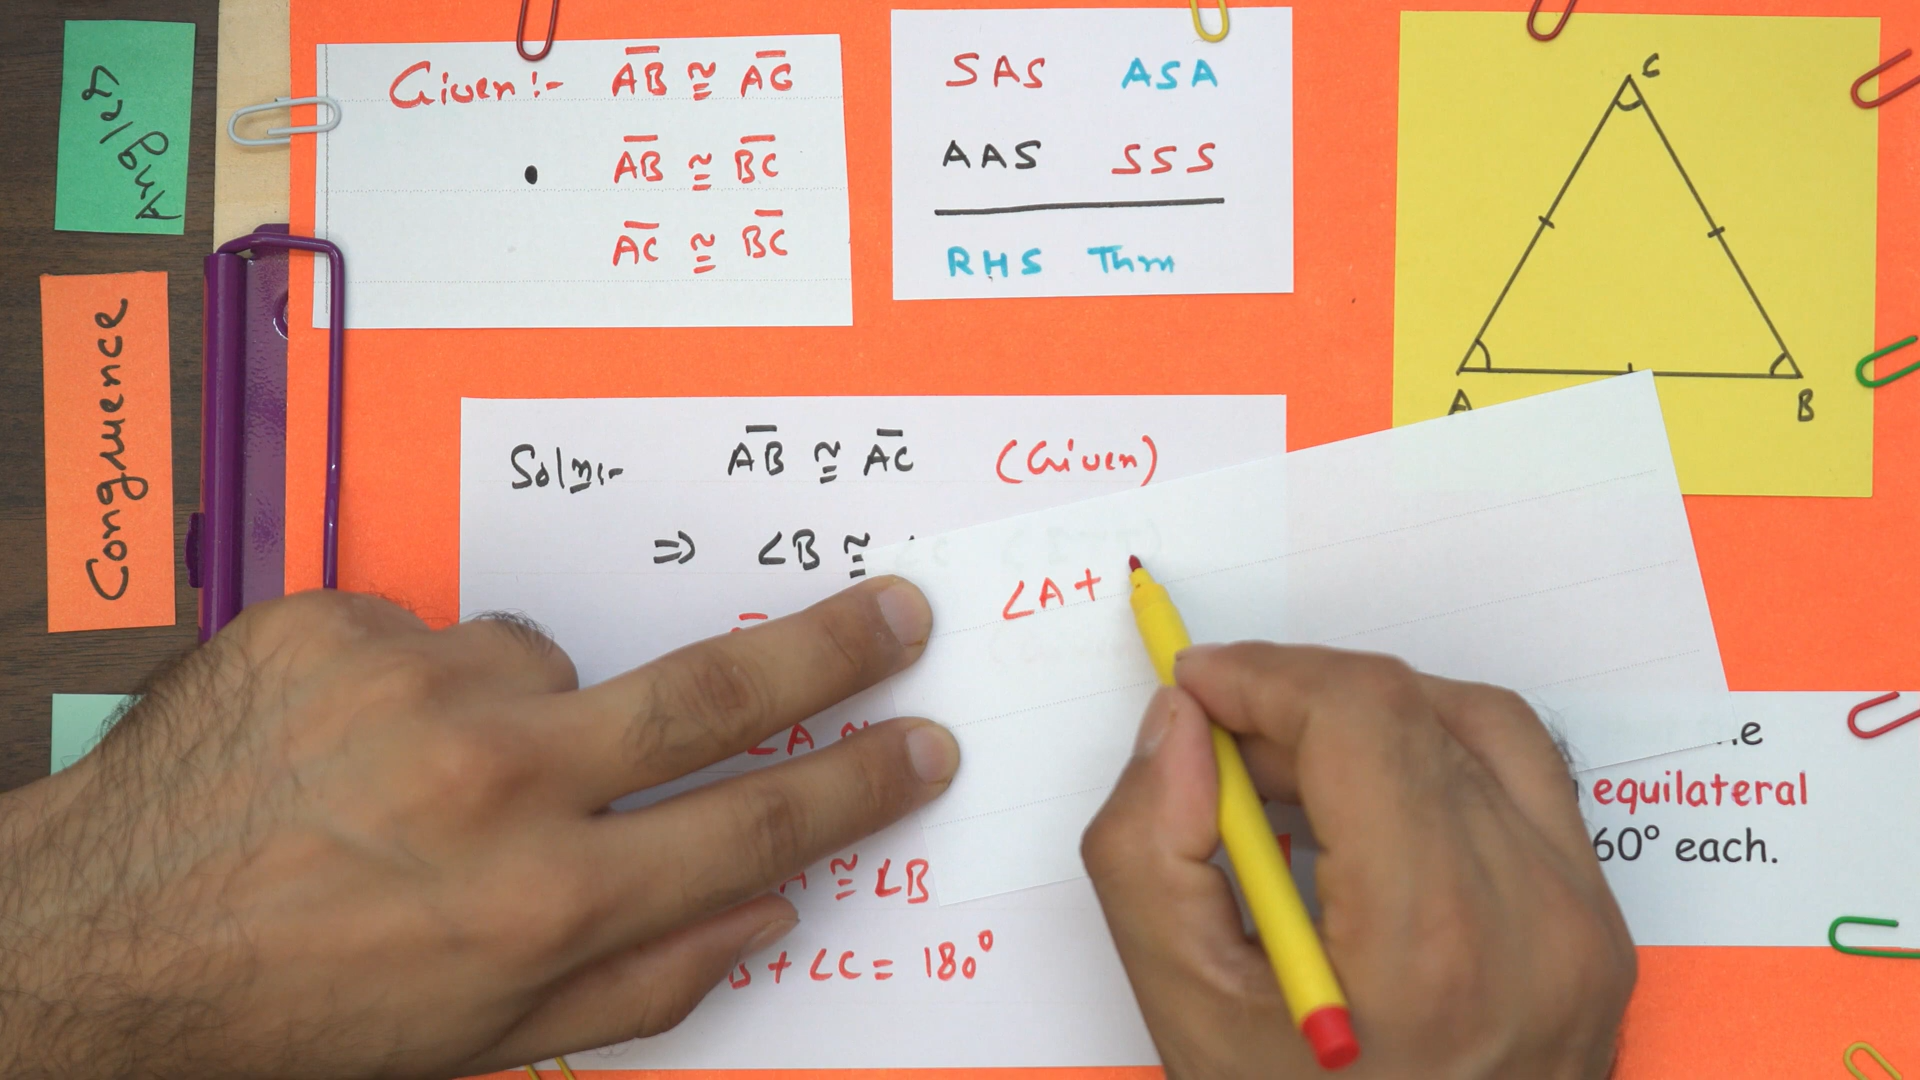 Angles
Congruence
Given:- AB ≅ AC
AB ≅ BC
AC ≅ BC
SAS ASA
AAS SSS
RHS Thm
C
A B
Soln:- AB ≅ AC (Given)
⇒ ∠B ≅
∠A
≅ ∠B
+ ∠C = 180°
∠A +
equilateral
60° each.